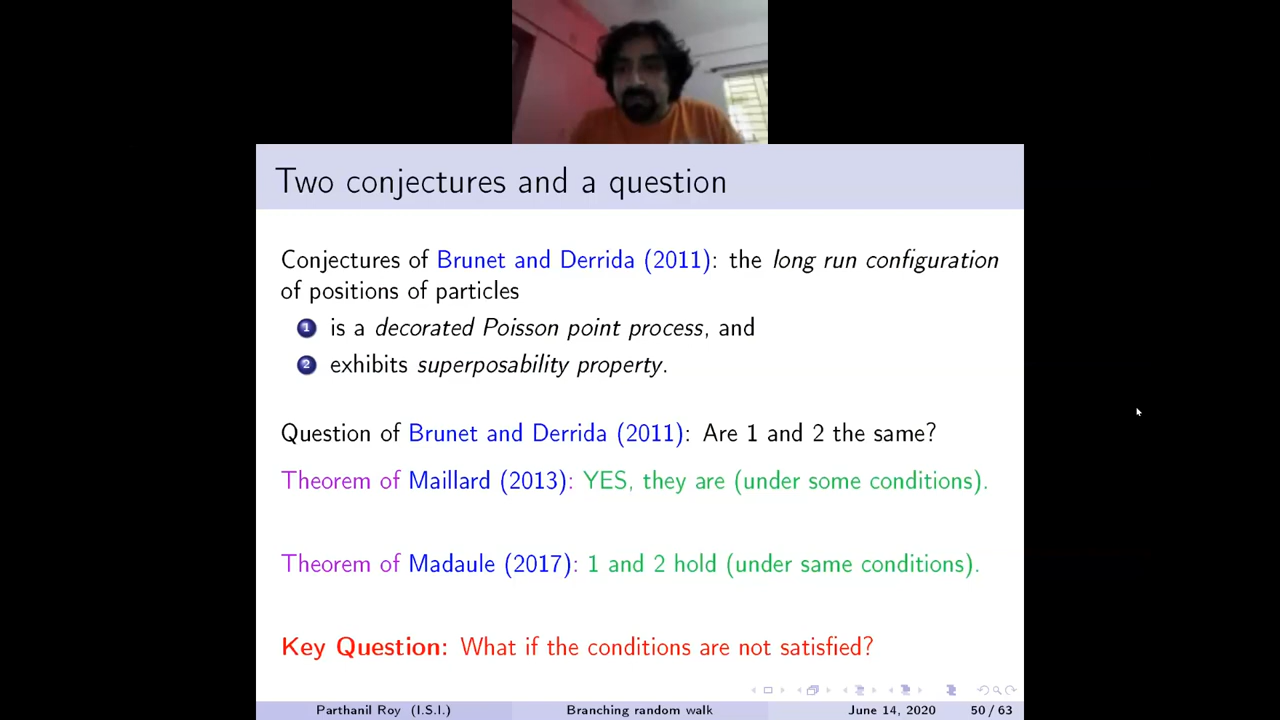 Two conjectures and a question
Conjectures of Brunet and Derrida (2011): the long run configuration
of positions of particles
1 is a decorated Poisson point process, and
2 exhibits superposability property.
Question of Brunet and Derrida (2011): Are 1 and 2 the same?
Theorem of Maillard (2013): YES, they are (under some conditions).
Theorem of Madaule (2017): 1 and 2 hold (under same conditions).
Key Question: What if the conditions are not satisfied?
Parthanil Roy (I.S.I.) Branching random walk June 14, 2020 50 / 63